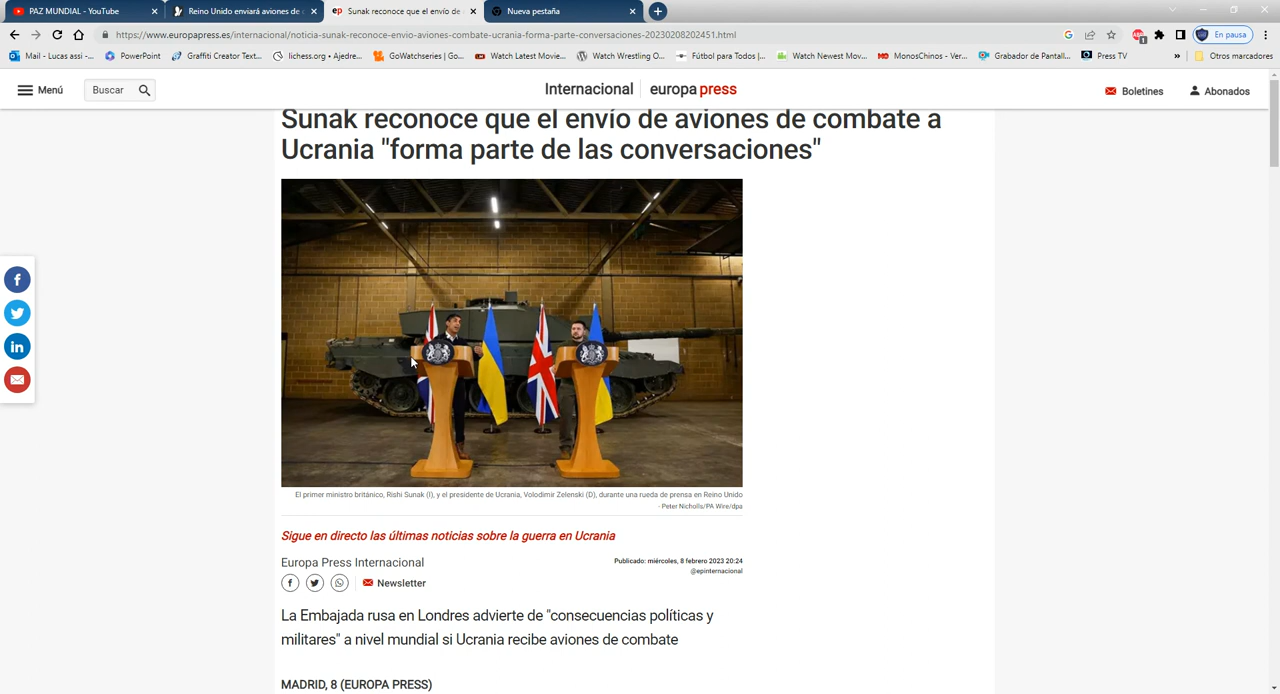 PAZ MUNDIAL - YouTube
Reino Unido enviará aviones de
Sunak reconoce que el envío de
Nueva pestaña
https://www.europapress.es/internacional/noticia-sunak-reconoce-envio-aviones-combate-ucrania-forma-parte-conversaciones-20230208202451.html
1
En pausa
Mail - Lucas assi -...
PowerPoint
Graffiti Creator Text...
lichess.org • Ajedre...
GoWatchseries | Go...
Watch Latest Movie...
Watch Wrestling O...
Fútbol para Todos |...
Watch Newest Mov...
MonosChinos - Ver...
Grabador de Pantall...
Press TV
»
Otros marcadores
Menú
Buscar
Internacional
europa press
Boletines
Abonados
Sunak reconoce que el envío de aviones de combate a
Ucrania "forma parte de las conversaciones"
El primer ministro británico, Rishi Sunak (I), y el presidente de Ucrania, Volodimir Zelenski (D), durante una rueda de prensa en Reino Unido
- Peter Nicholls/PA Wire/dpa
Sigue en directo las últimas noticias sobre la guerra en Ucrania
Europa Press Internacional
Publicado: miércoles, 8 febrero 2023 20:24
@epinternacional
Newsletter
La Embajada rusa en Londres advierte de "consecuencias políticas y
militares" a nivel mundial si Ucrania recibe aviones de combate
MADRID, 8 (EUROPA PRESS)